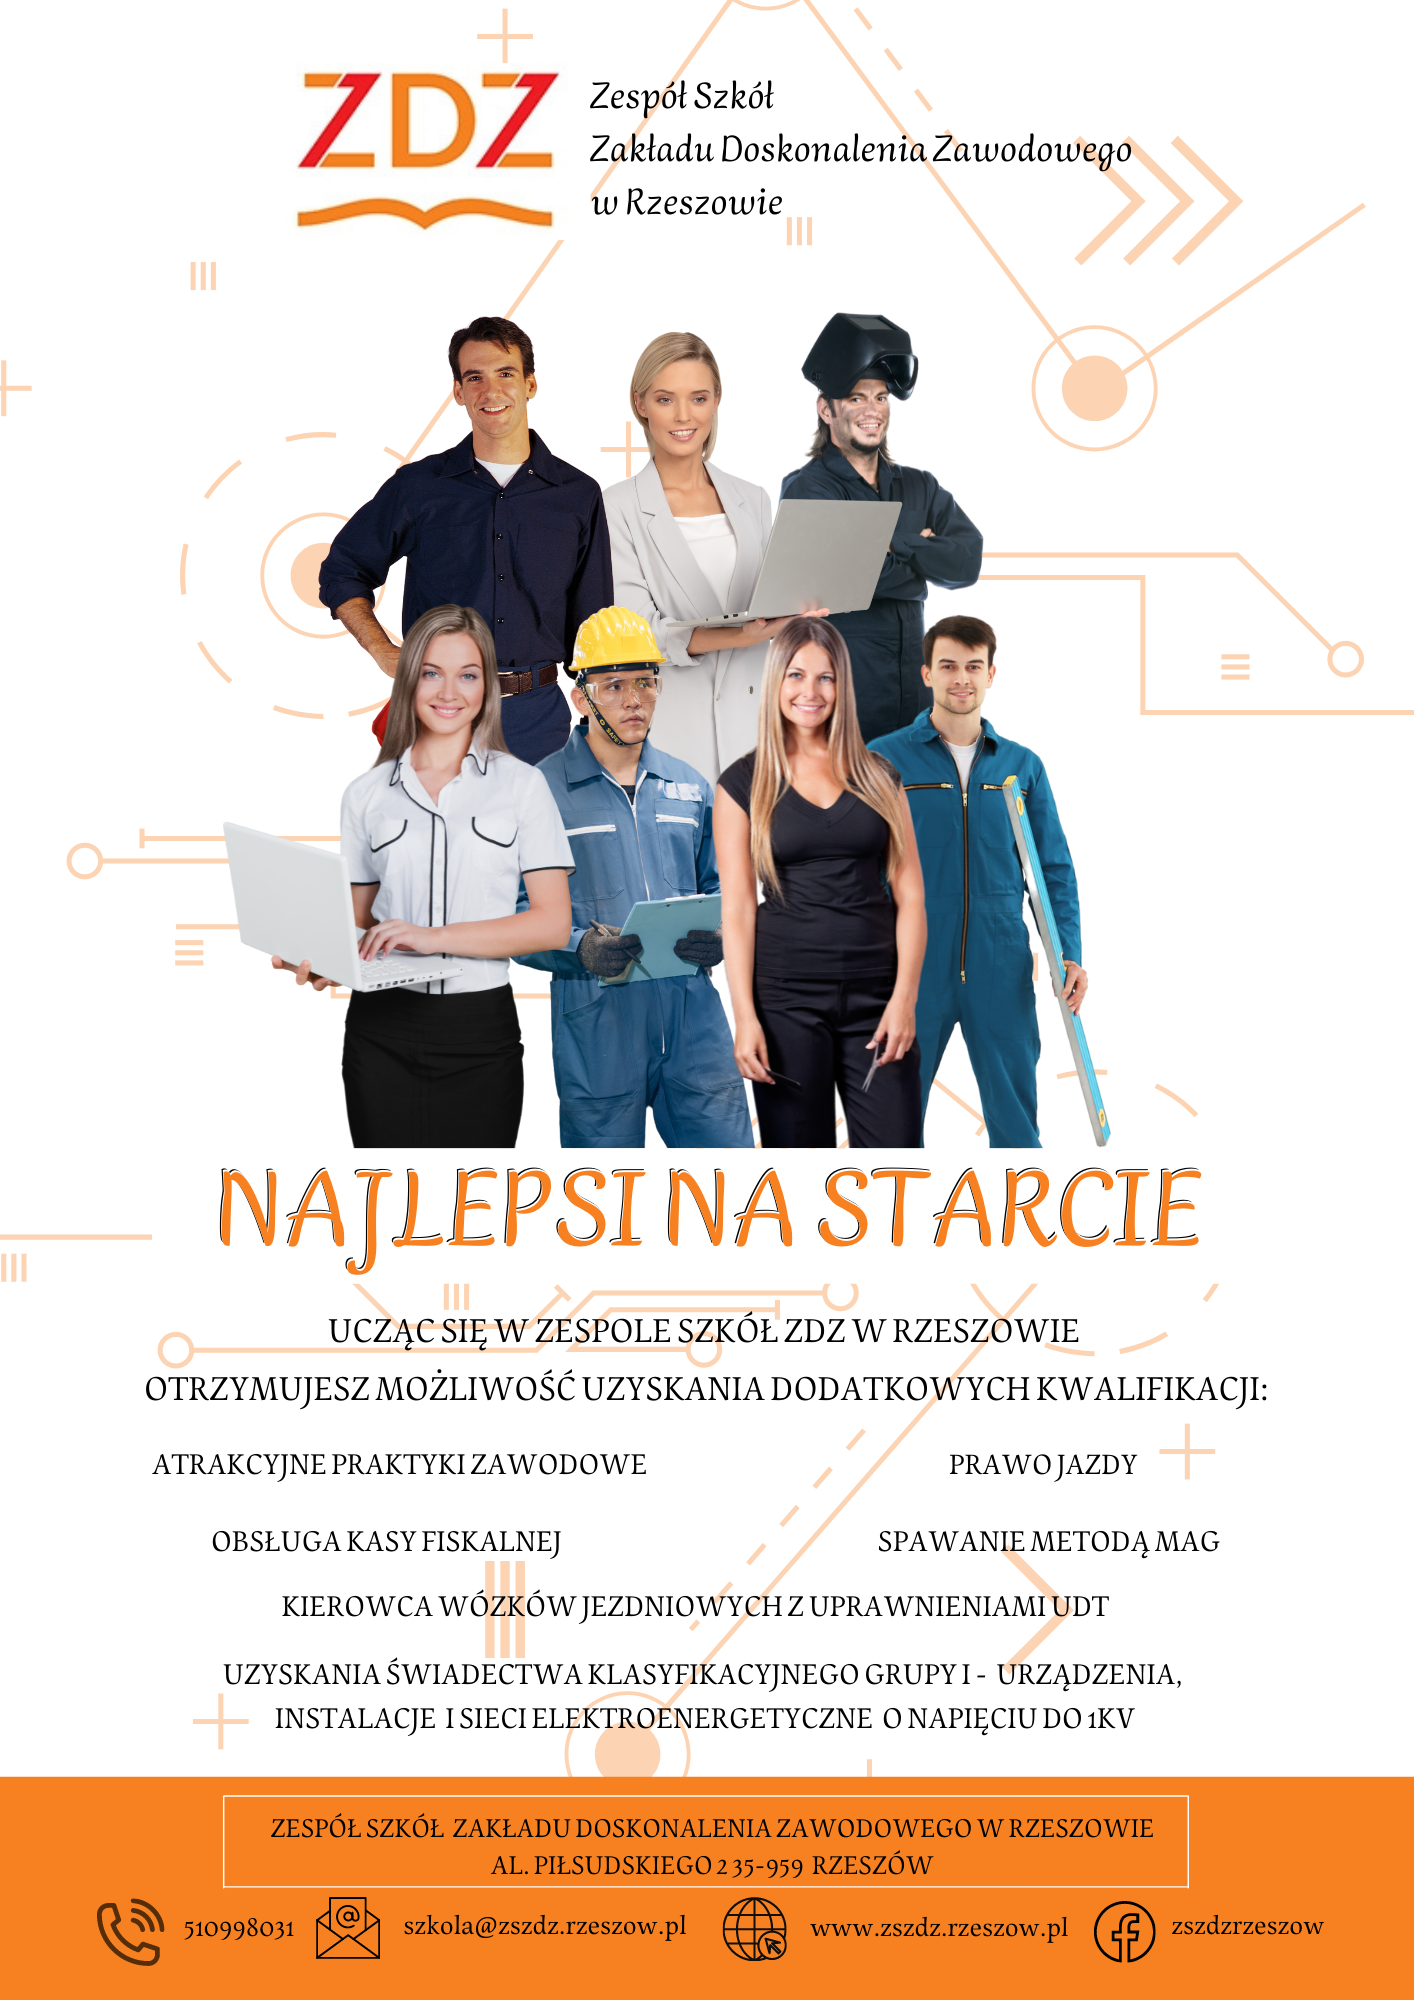 ZDZ
Zespół Szkół
Zakładu Doskonalenia Zawodowego
w Rzeszowie
NAJLEPSI NA STARCIE
UCZĄC SIĘ W ZESPOLE SZKÓŁ ZDZ W RZESZOWIE
OTRZYMUJESZ MOŻLIWOŚĆ UZYSKANIA DODATKOWYCH KWALIFIKACJI:
ATRAKCYJNE PRAKTYKI ZAWODOWE
PRAWO JAZDY
OBSŁUGA KASY FISKALNEJ
SPAWANIE METODĄ MAG
KIEROWCA WÓZKÓW JEZDNIOWYCH Z UPRAWNIENIAMI UDT
UZYSKANIA ŚWIADECTWA KLASYFIKACYJNEGO GRUPY I - URZĄDZENIA,
INSTALACJE I SIECI ELEKTROENERGETYCZNE O NAPIĘCIU DO 1KV
ZESPÓŁ SZKÓŁ ZAKŁADU DOSKONALENIA ZAWODOWEGO W RZESZOWIE
AL. PIŁSUDSKIEGO 2 35-959 RZESZÓW
510998031
szkola@zszdz.rzeszow.pl
www.zszdz.rzeszow.pl
zszdzrzeszow